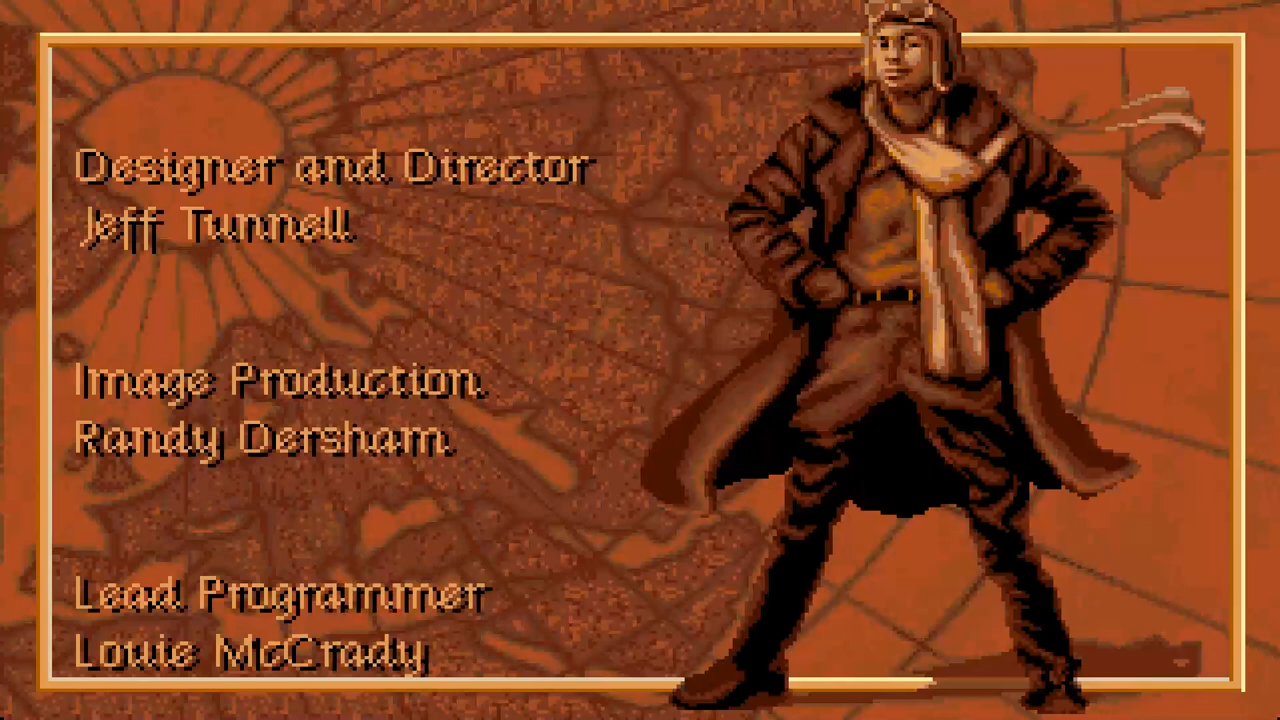 Designer and Director
Jeff Tunnell
Image Production
Randy Dersham
Lead Programmer
Louie McCrady